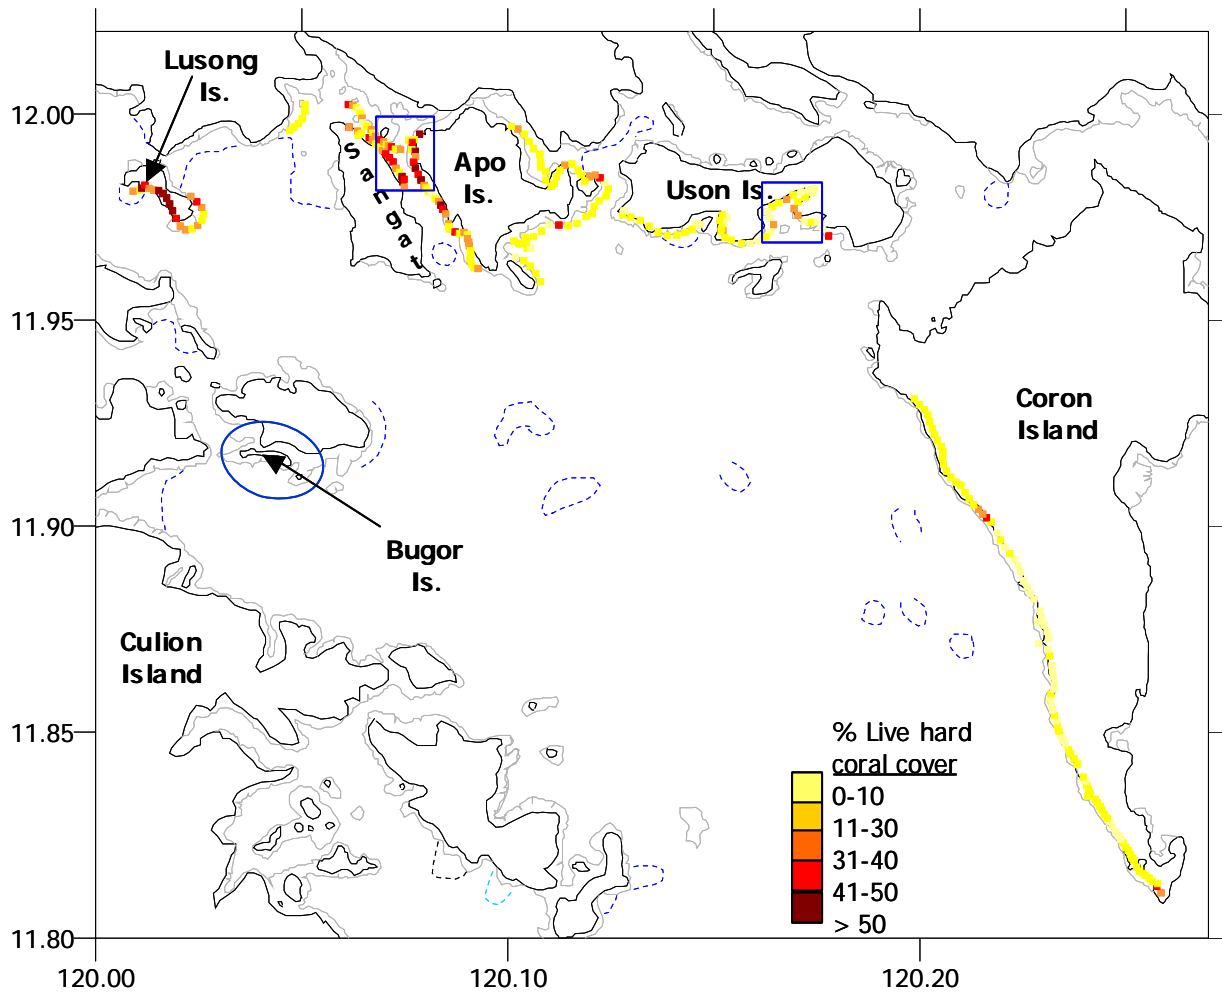 Lusong
Is.
12.00
Sangat
Apo
Is.
Uson Is.
11.95
Coron
Island
11.90
Bugor
Is.
Culion
Island
11.85
% Live hard
coral cover
0-10
11-30
31-40
41-50
> 50
11.80
120.00
120.10
120.20